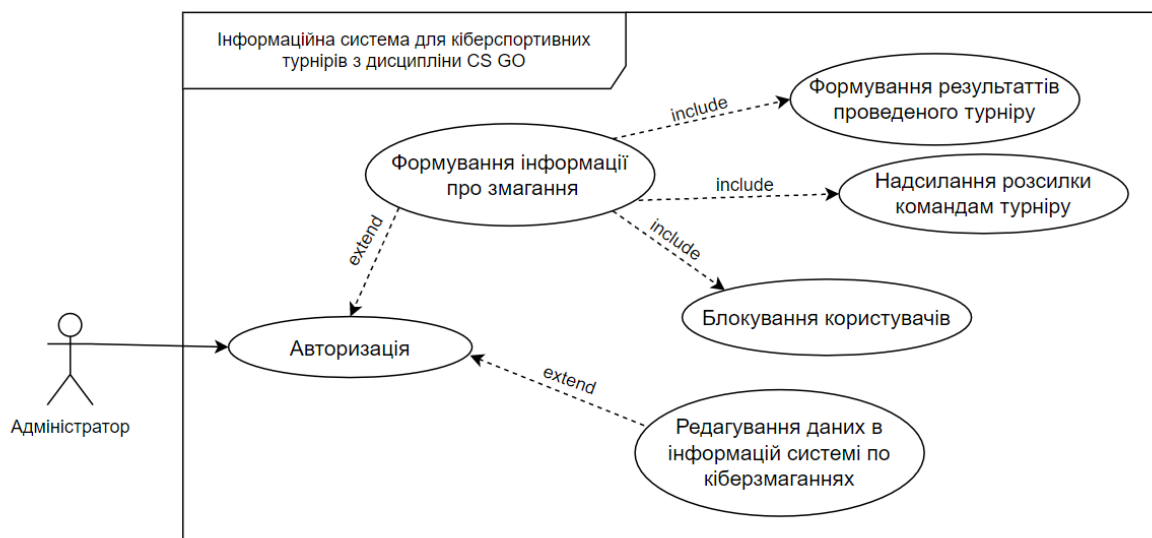 Інформаційна система для кіберспортивних
турнірів з дисципліни CS GO
Формування результаттів
проведеного турніру
include
Формування інформації
про змагання
include
Надсилання розсилки
командам турніру
extend
include
Блокування користувачів
Авторизація
Адміністратор
extend
Редагування даних в
інформацій системі по
кіберзмаганнях